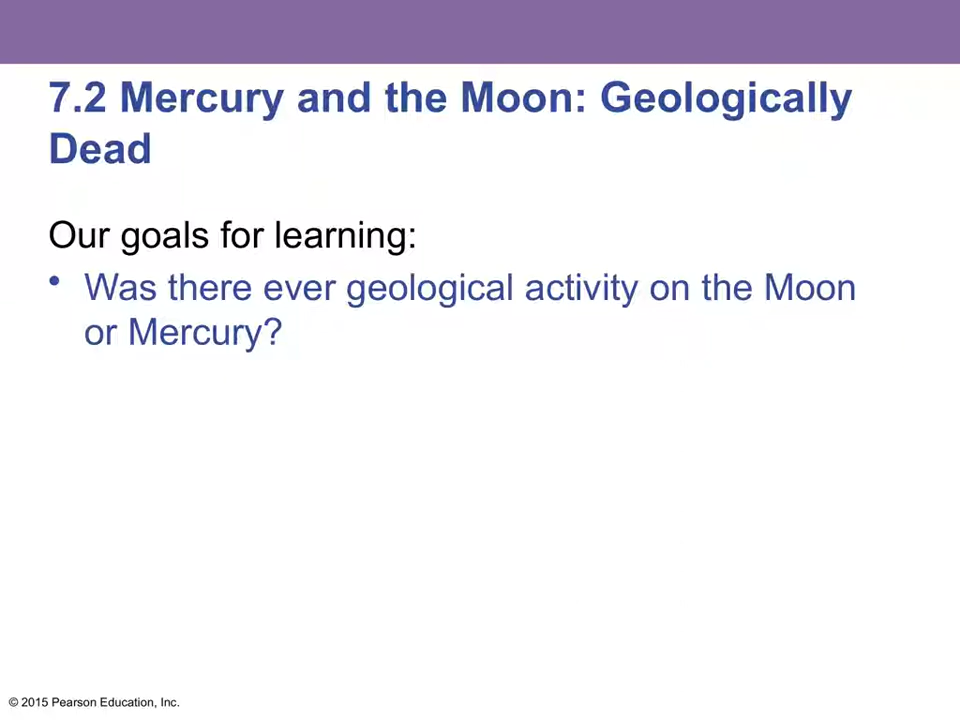 7.2 Mercury and the Moon: Geologically
Dead
Our goals for learning:
• Was there ever geological activity on the Moon
or Mercury?
© 2015 Pearson Education, Inc.